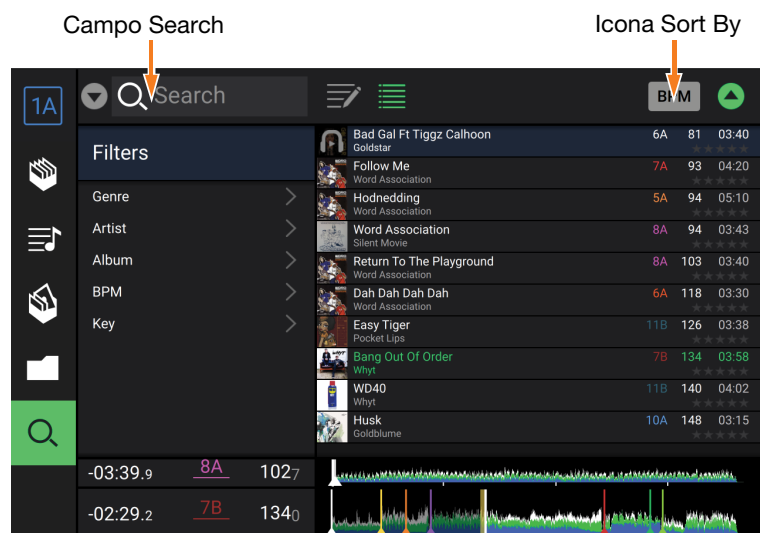 Campo Search
Icona Sort By
1A
Search
BPM
Filters
Genre
Artist
Album
BPM
Key
Bad Gal Ft Tiggz Calhoun 6A 81 03:40
Goldstar
Follow Me 7A 93 04:20
Word Association
Hodnedding 5A 94 05:10
Word Association
Word Association 8A 94 03:43
Silent Movie
Return To The Playground 8A 103 03:40
Word Association
Dah Dah Dah Dah 6A 118 03:30
Word Association
Easy Tiger 11B 126 03:38
Pocket Lips
Bang Out Of Order 7B 134 03:58
Whyt
WD40 11B 140 04:02
Whyt
Husk 10A 148 03:15
Goldblume
-03:39.9 8A 1027
-02:29.2 7B 1340